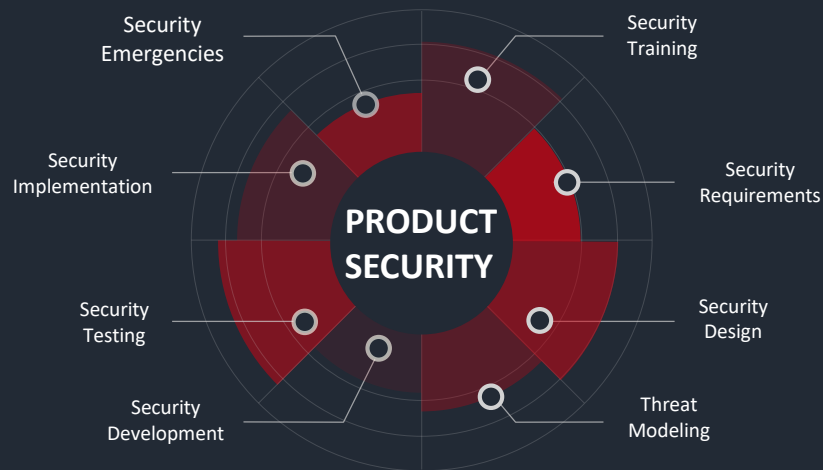 Security
Emergencies
Security
Training
Security
Implementation
Security
Requirements
PRODUCT
SECURITY
Security
Testing
Security
Design
Security
Development
Threat
Modeling